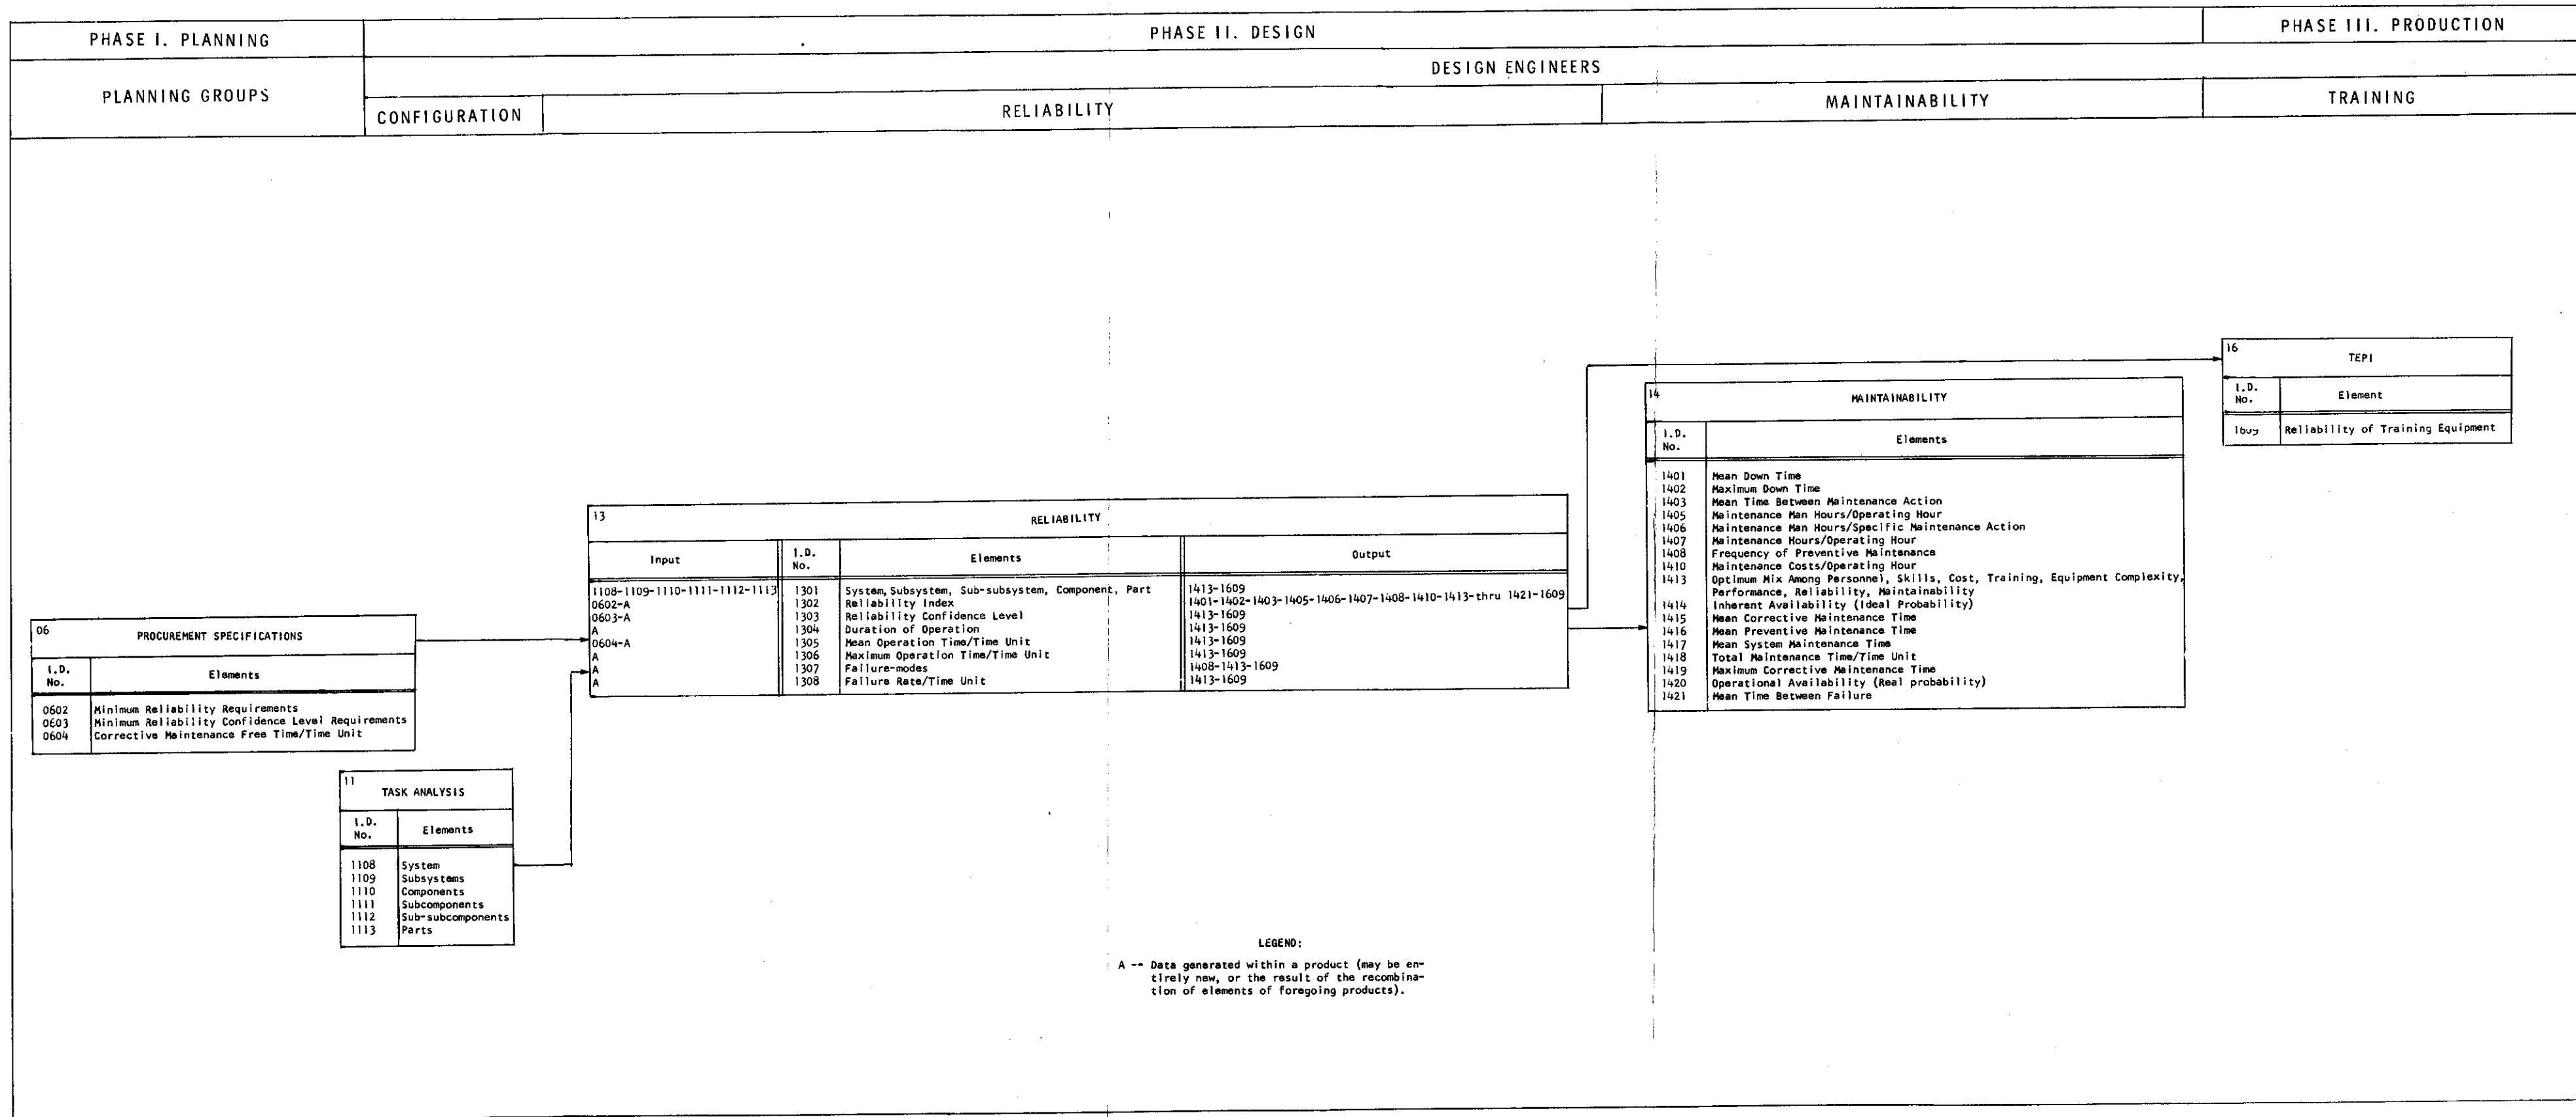 PHASE I. PLANNING
PHASE II. DESIGN
PHASE III. PRODUCTION
PLANNING GROUPS
DESIGN ENGINEERS
CONFIGURATION
RELIABILITY
MAINTAINABILITY
TRAINING
06
PROCUREMENT SPECIFICATIONS
I.D. No. Elements
0602 Minimum Reliability Requirements
0603 Minimum Reliability Confidence Level Requirements
0604 Corrective Maintenance Free Time/Time Unit
11
TASK ANALYSIS
I.D. No. Elements
1108 System
1109 Subsystems
1110 Components
1111 Subcomponents
1112 Sub-subcomponents
1113 Parts
13
RELIABILITY
Input I.D. No. Elements Output
1108-1109-1110-1111-1112-1113 1301 System, Subsystem, Sub-subsystem, Component, Part 1413-1609
0602-A 1302 Reliability Index 1401-1402-1403-1405-1406-1407-1408-1410-1413-thru 1421-1609
0603-A 1303 Reliability Confidence Level 1413-1609
A 1304 Duration of Operation 1413-1609
0604-A 1305 Mean Operation Time/Time Unit 1413-1609
A 1306 Maximum Operation Time/Time Unit 1413-1609
A 1307 Failure-modes 1408-1413-1609
A 1308 Failure Rate/Time Unit 1413-1609
14
MAINTAINABILITY
I.D. No. Elements
1401 Mean Down Time
1402 Maximum Down Time
1403 Mean Time Between Maintenance Action
1405 Maintenance Man Hours/Operating Hour
1406 Maintenance Man Hours/Specific Maintenance Action
1407 Maintenance Hours/Operating Hour
1408 Frequency of Preventive Maintenance
1410 Maintenance Costs/Operating Hour
1413 Optimum Mix Among Personnel, Skills, Cost, Training, Equipment Complexity,
Performance, Reliability, Maintainability
1414 Inherent Availability (Ideal Probability)
1415 Mean Corrective Maintenance Time
1416 Mean Preventive Maintenance Time
1417 Mean System Maintenance Time
1418 Total Maintenance Time/Time Unit
1419 Maximum Corrective Maintenance Time
1420 Operational Availability (Real probability)
1421 Mean Time Between Failure
16
TEPI
I.D. No. Element
Reliability of Training Equipment
LEGEND:
A -- Data generated within a product (may be en-
tirely new, or the result of the recombina-
tion of elements of foregoing products).